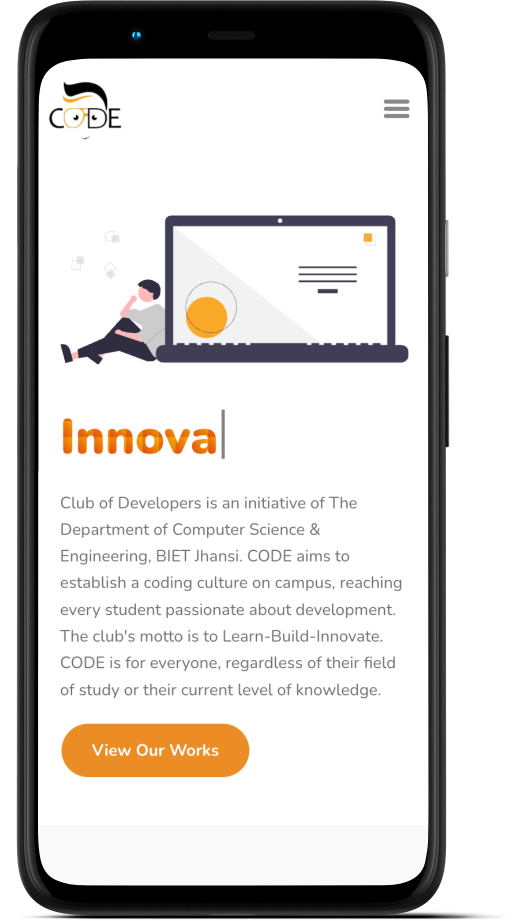 CODE
Innova
Club of Developers is an initiative of The
Department of Computer Science &
Engineering, BIET Jhansi. CODE aims to
establish a coding culture on campus, reaching
every student passionate about development.
The club's motto is to Learn-Build-Innovate.
CODE is for everyone, regardless of their field
of study or their current level of knowledge.
View Our Works